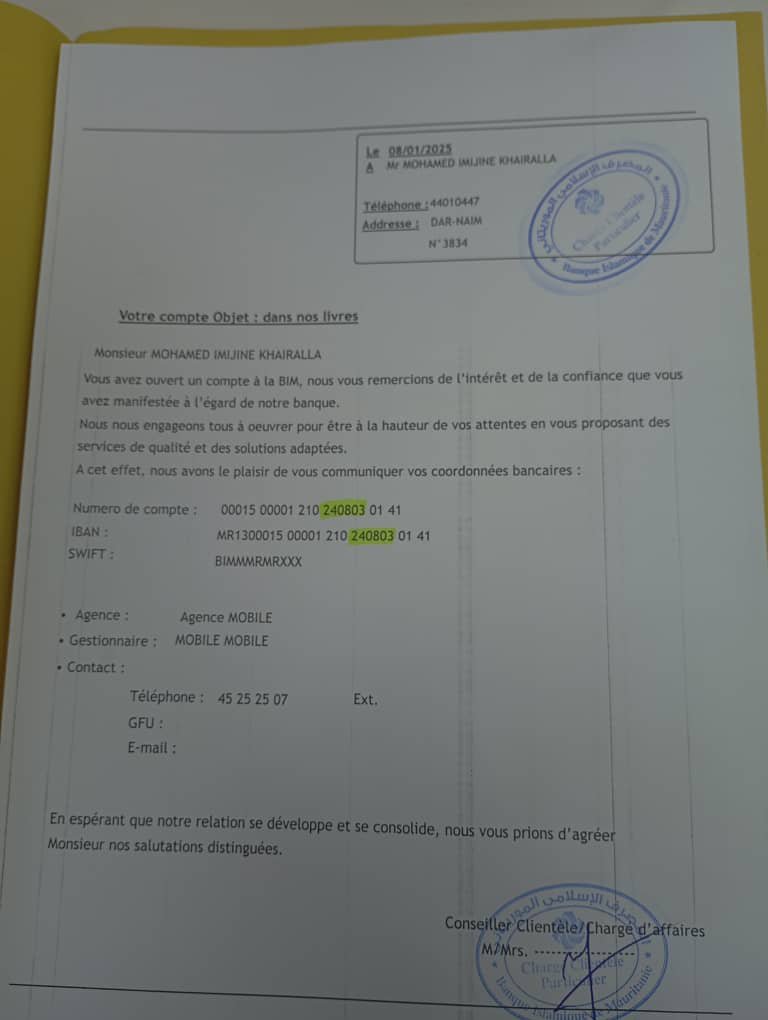 Le 08/01/2025
A Mr MOHAMED IMIJINE KHAIRALLA
Téléphone : 44010447
Addresse : DAR-NAIM
N°3834
المصرف الإسلامي الموريتاني
Chargé Clientèle
Particulier
Banque Islamique de Mauritanie
Votre compte Objet : dans nos livres
Monsieur MOHAMED IMIJINE KHAIRALLA
Vous avez ouvert un compte à la BIM, nous vous remercions de l'intérêt et de la confiance que vous
avez manifestée à l'égard de notre banque.
Nous nous engageons tous à oeuvrer pour être à la hauteur de vos attentes en vous proposant des
services de qualité et des solutions adaptées.
A cet effet, nous avons le plaisir de vous communiquer vos coordonnées bancaires :
Numero de compte : 00015 00001 210 240803 01 41
IBAN : MR1300015 00001 210 240803 01 41
SWIFT : BIMMMRMRXXX
• Agence : Agence MOBILE
• Gestionnaire : MOBILE MOBILE
• Contact :
Téléphone : 45 25 25 07 Ext.
GFU :
E-mail :
En espérant que notre relation se développe et se consolide, nous vous prions d'agréer
Monsieur nos salutations distinguées.
Conseiller Clientèle/Chargé d'affaires
M/Mrs. ------------------
المصرف الإسلامي الموريتاني
Chargé Clientèle
Particulier
Banque Islamique de Mauritanie